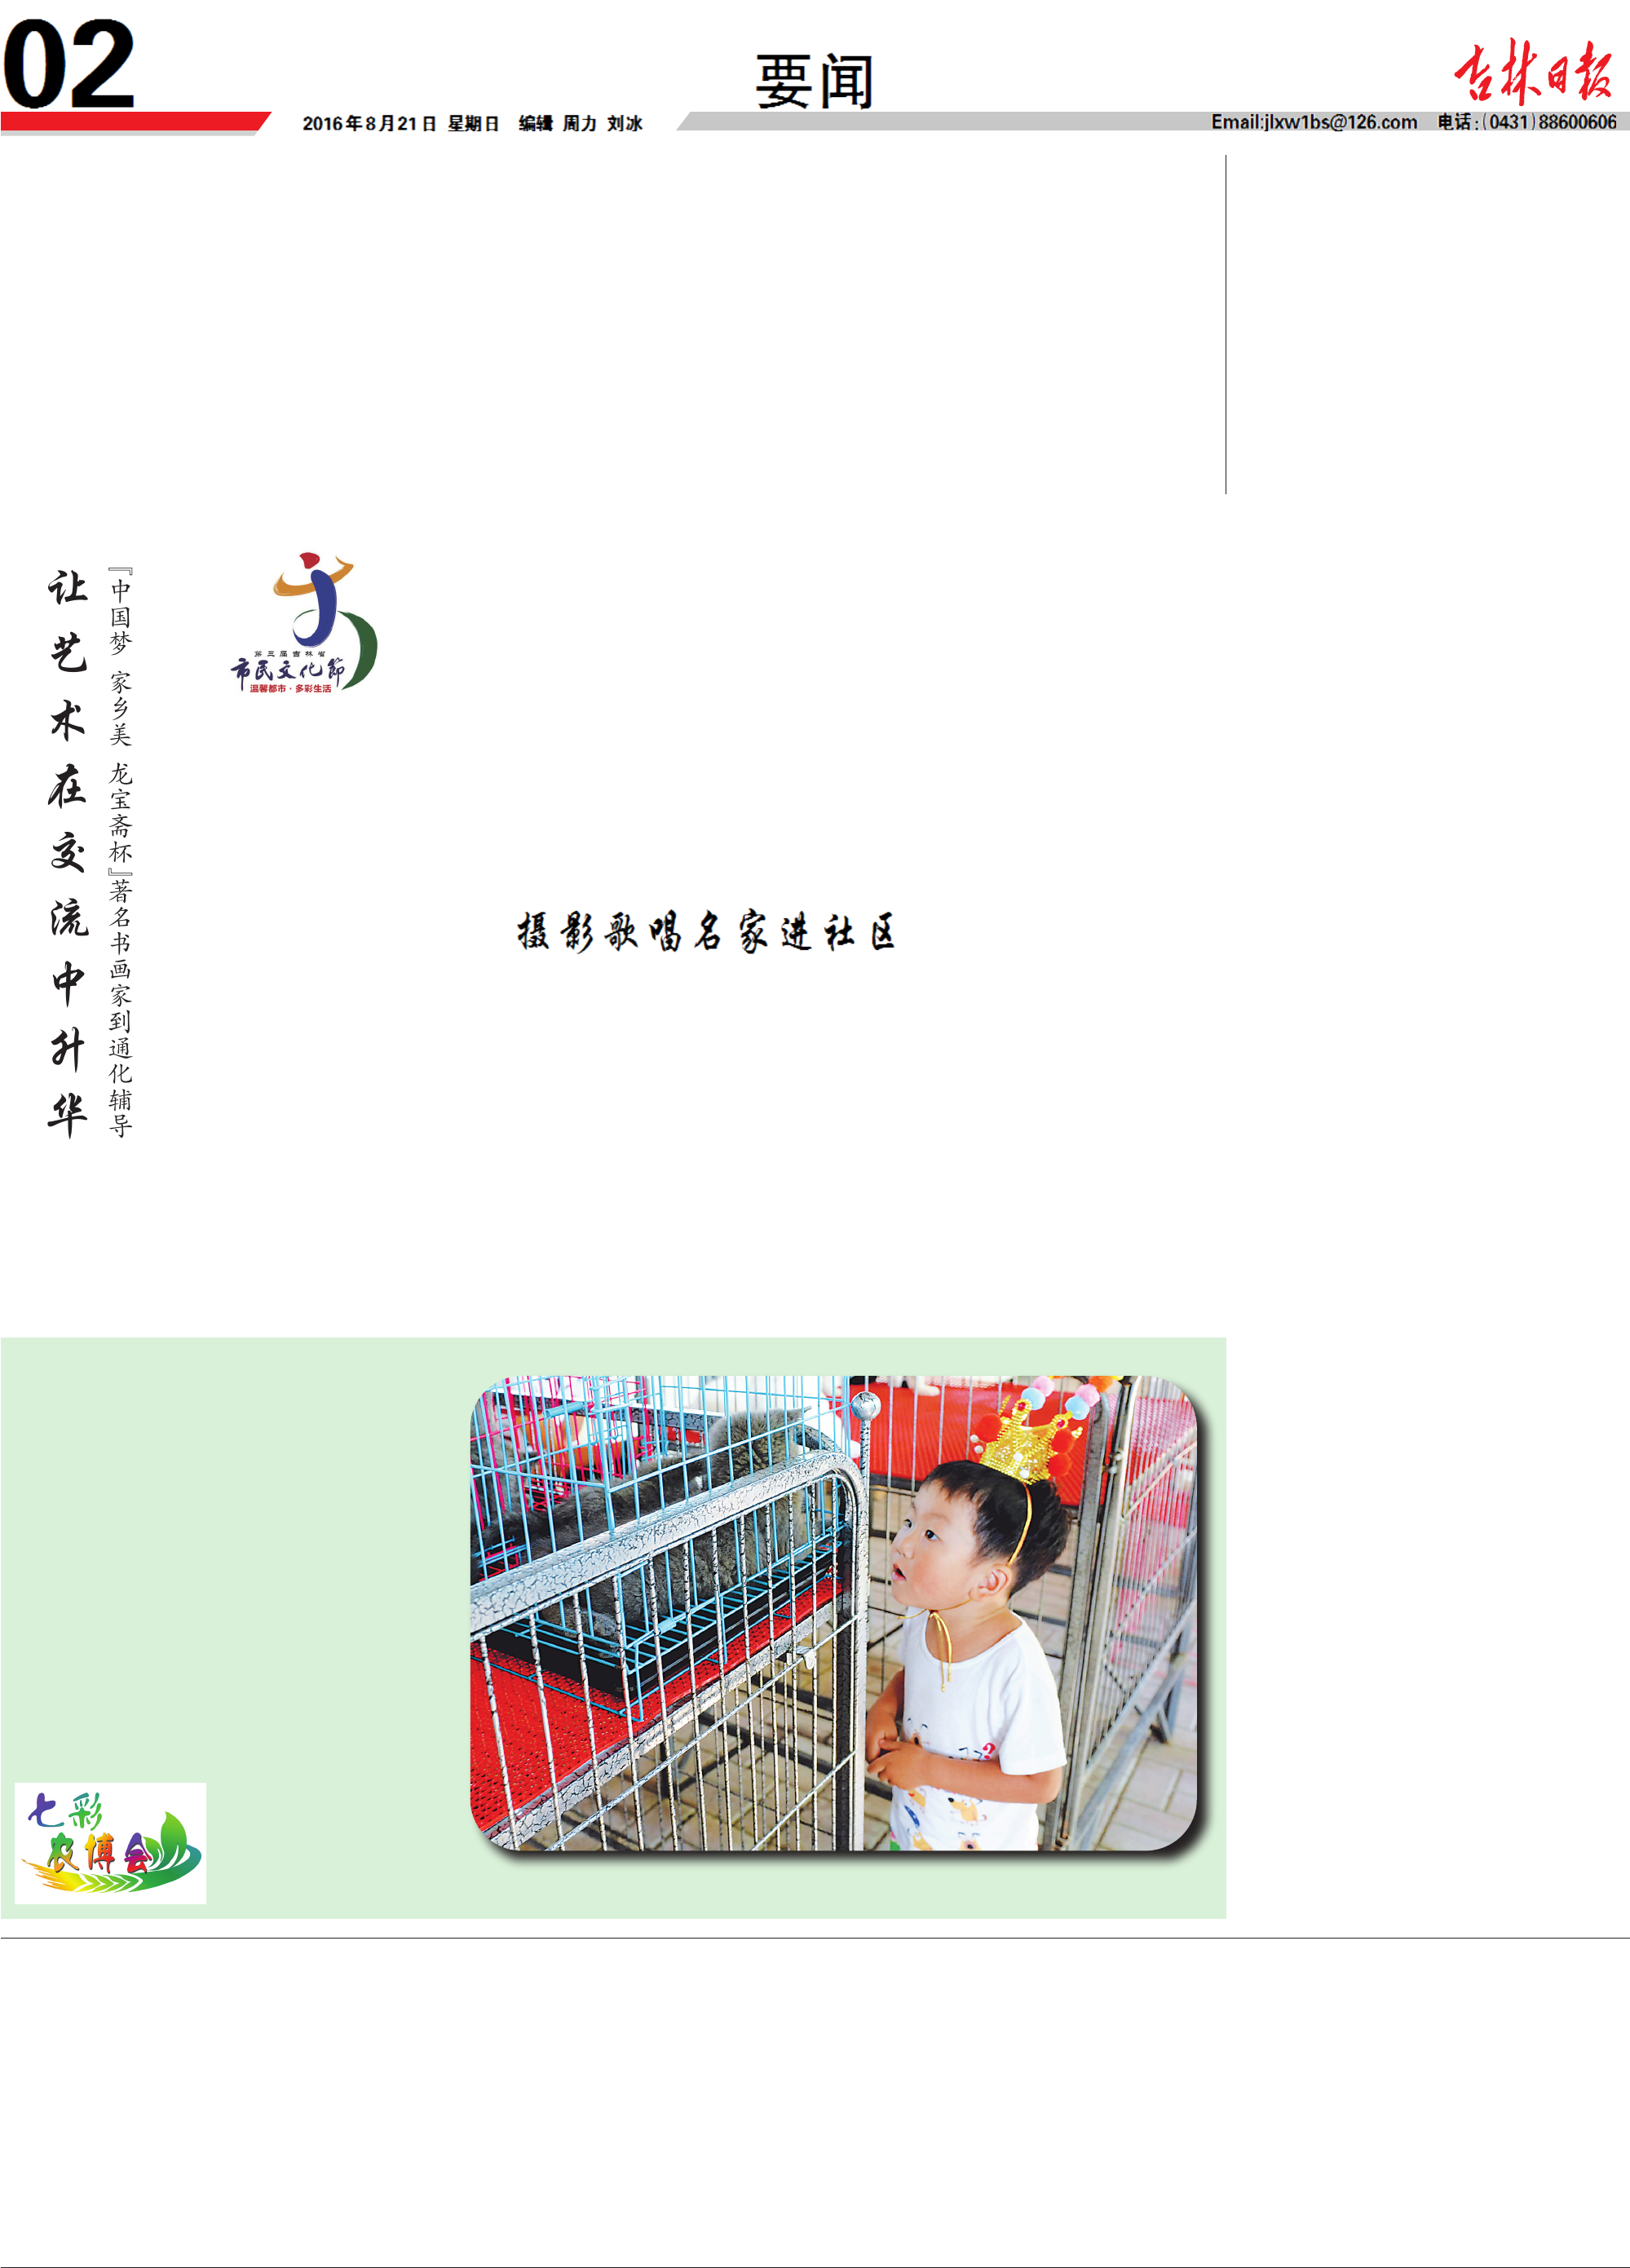 02
要闻
吉林日报
2016年8月21日 星期日 编辑 周力 刘冰
Email:jlxw1bs@126.com 电话:(0431)88600606
『中国梦 家乡美 龙宝斋杯』著名书画家到通化辅导
让艺术在交流中升华
第三届吉林省
市民文化節
温馨都市·多彩生活
摄影歌唱名家进社区
七彩
农博会